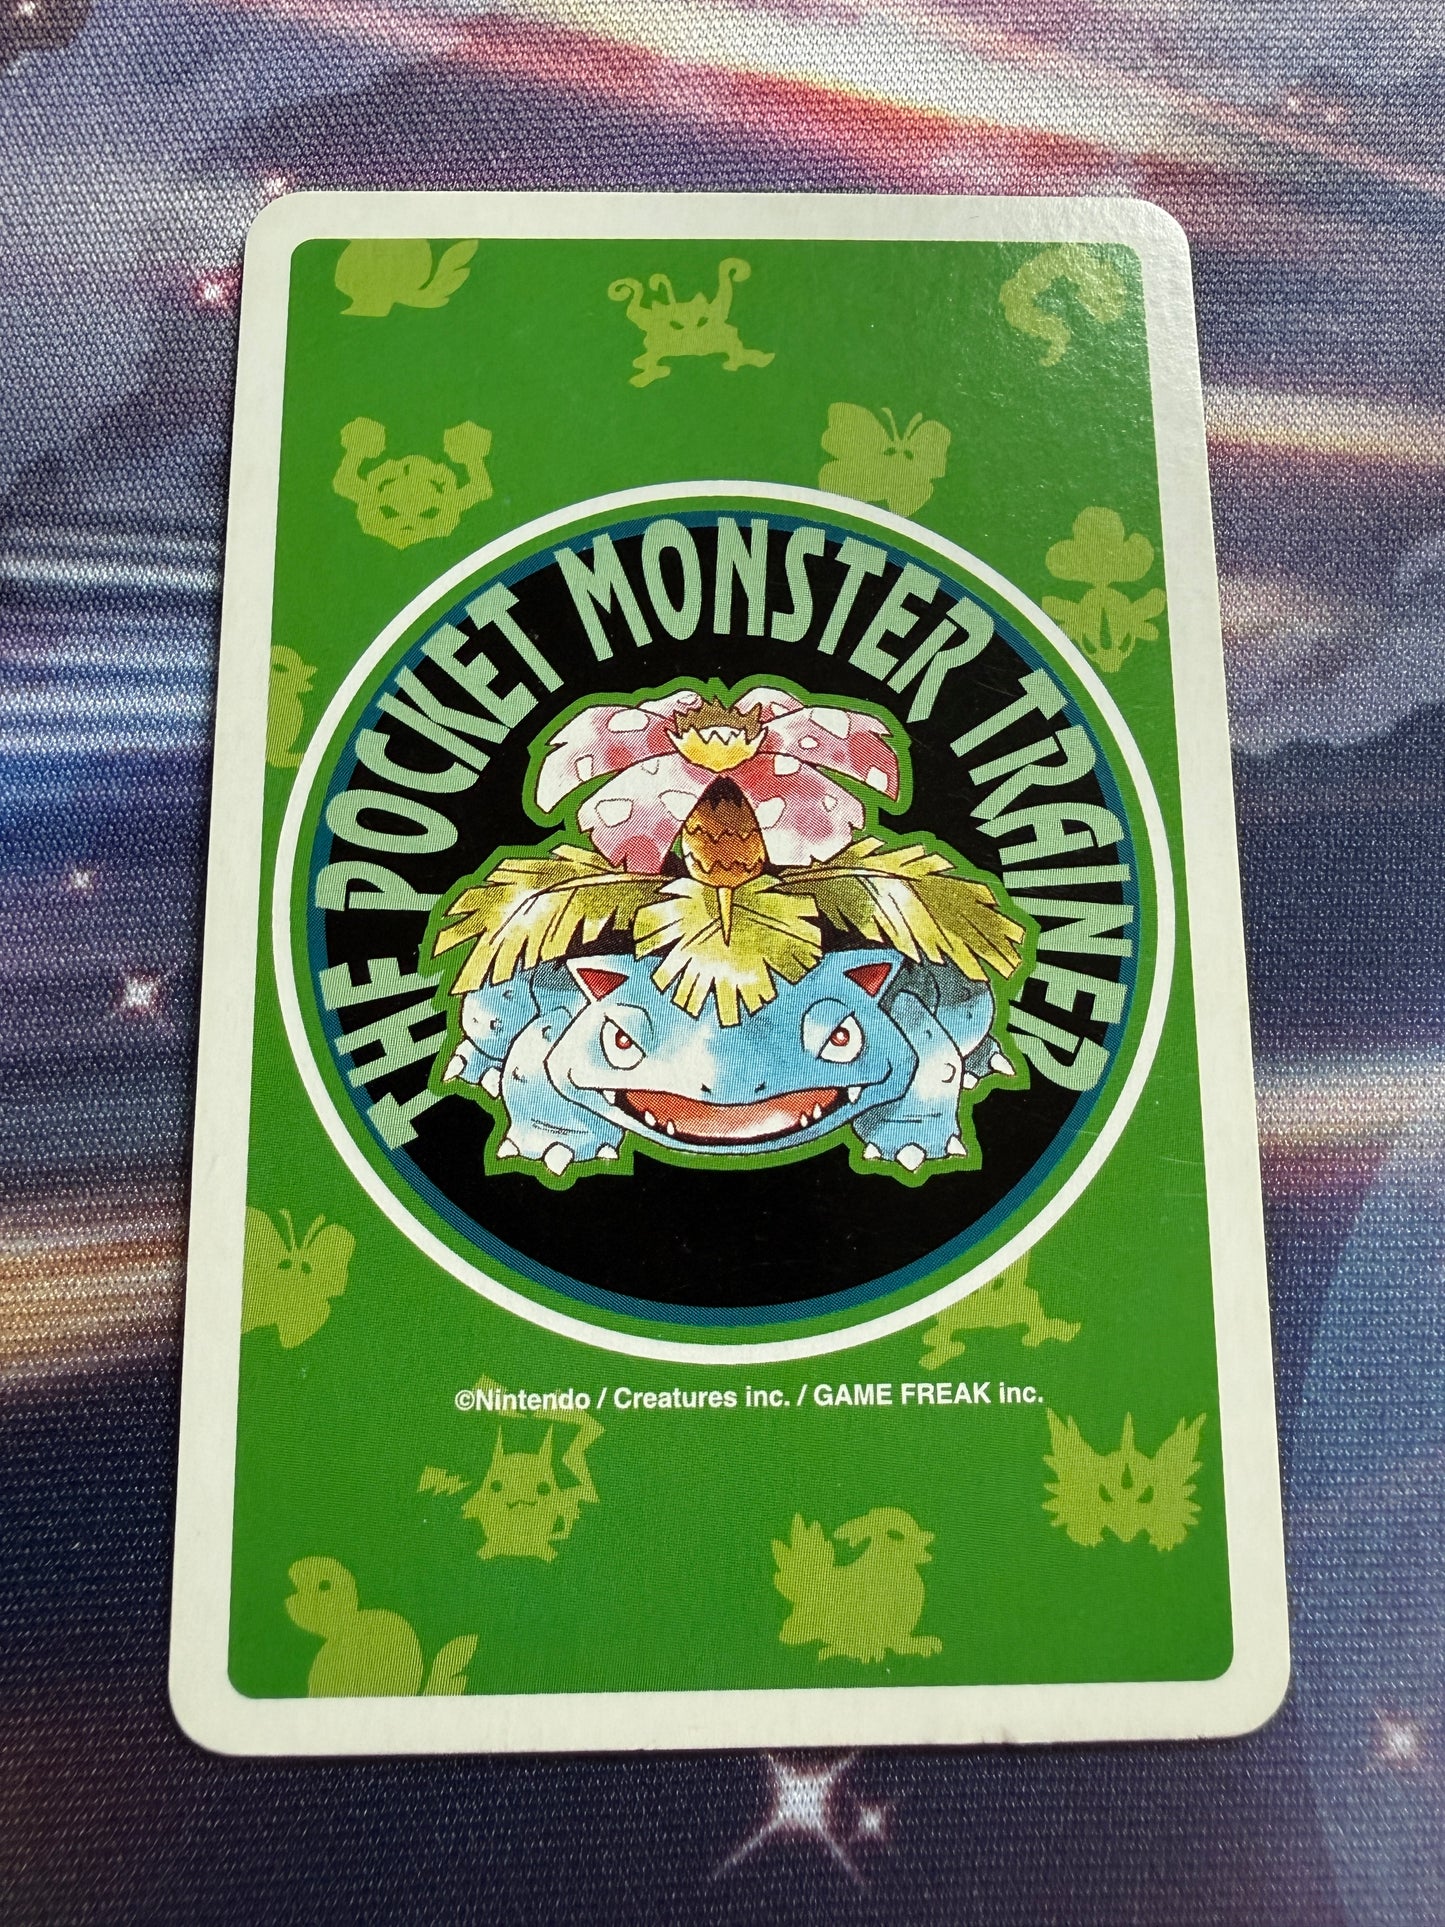 THE POCKET MONSTER TRAINER
©Nintendo / Creatures inc. / GAME FREAK inc.